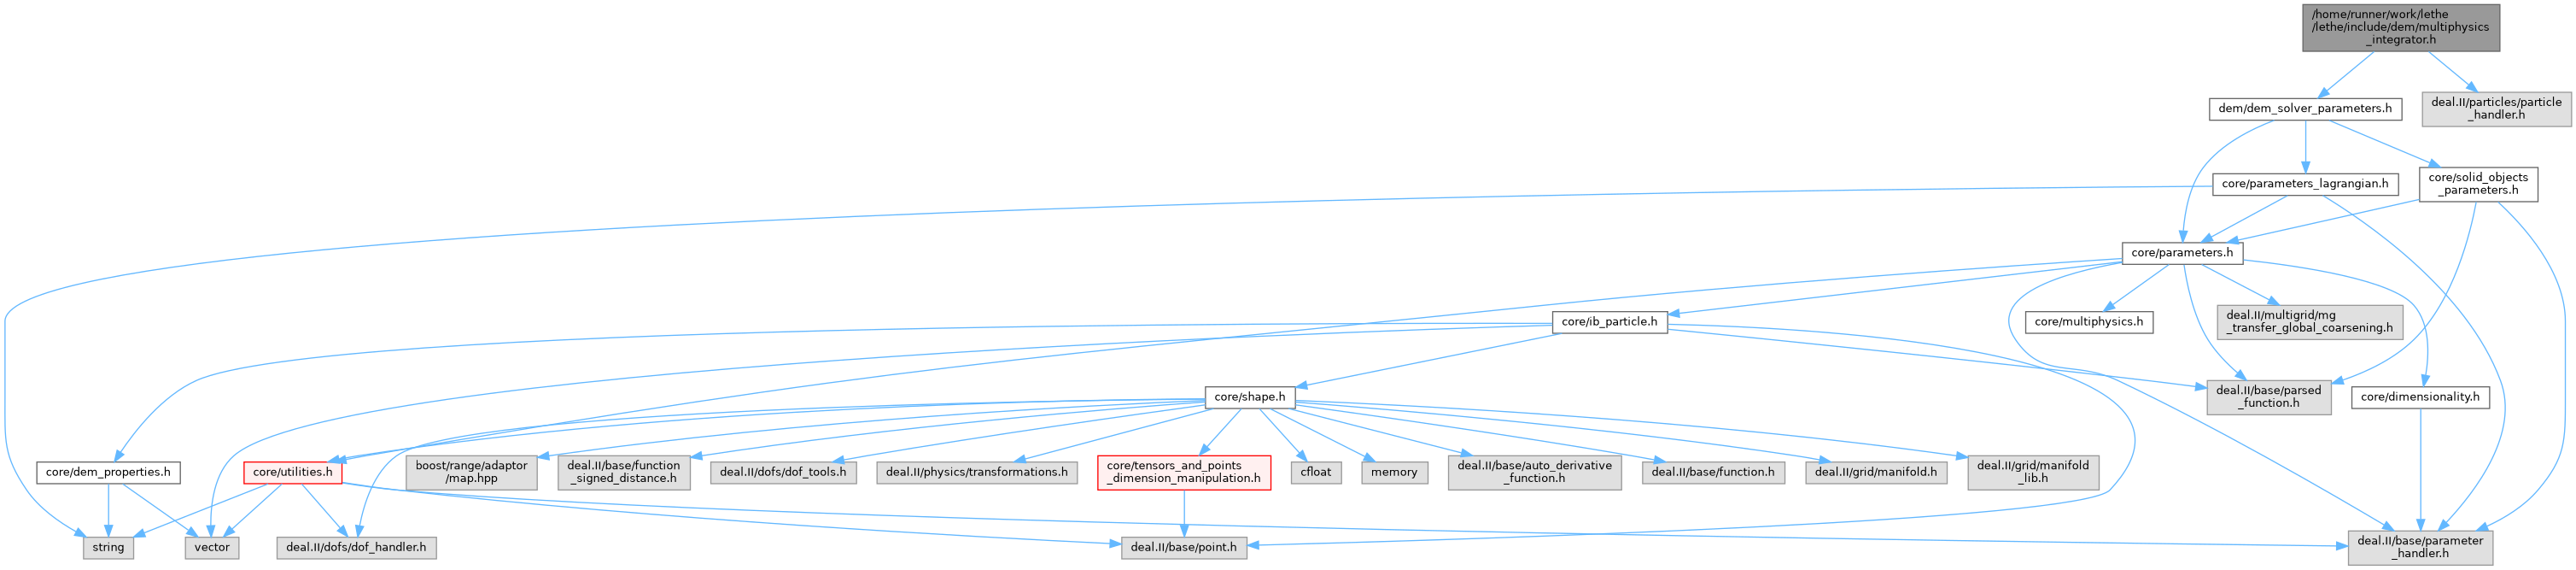 /home/runner/work/lethe
/lethe/include/dem/multiphysics
_integrator.h
dem/dem_solver_parameters.h
deal.II/particles/particle
_handler.h
core/parameters_lagrangian.h
core/solid_objects
_parameters.h
core/parameters.h
core/ib_particle.h
core/multiphysics.h
deal.II/multigrid/mg
_transfer_global_coarsening.h
core/shape.h
deal.II/base/parsed
_function.h
core/dimensionality.h
core/dem_properties.h
core/utilities.h
boost/range/adaptor
/map.hpp
deal.II/base/function
_signed_distance.h
deal.II/dofs/dof_tools.h
deal.II/physics/transformations.h
core/tensors_and_points
_dimension_manipulation.h
cfloat
memory
deal.II/base/auto_derivative
_function.h
deal.II/base/function.h
deal.II/grid/manifold.h
deal.II/grid/manifold
_lib.h
string
vector
deal.II/dofs/dof_handler.h
deal.II/base/point.h
deal.II/base/parameter
_handler.h